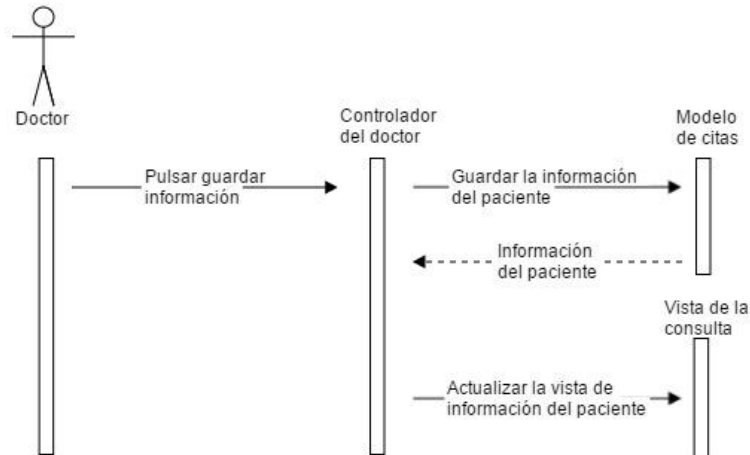 Doctor
Controlador
del doctor
Modelo
de citas
Pulsar guardar
información
Guardar la información
del paciente
Información
del paciente
Vista de la
consulta
Actualizar la vista de
información del paciente